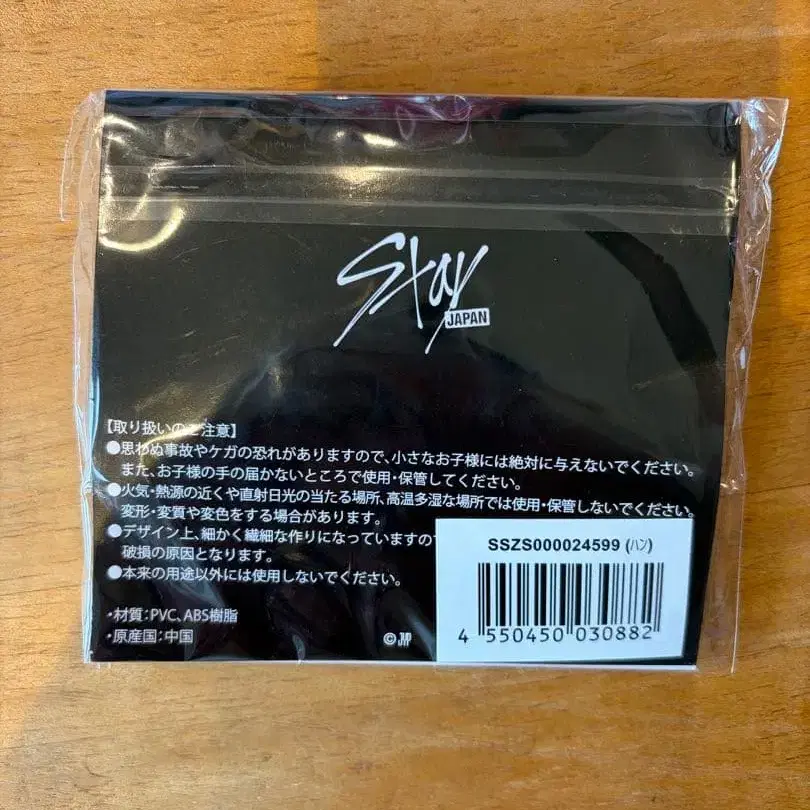 Stay
JAPAN
【取り扱いのご注意】
●思わぬ事故やケガの恐れがありますので、小さなお子様には絶対に与えないでください。
また、お子様の手の届かないところで使用・保管してください。
●火気・熱源の近くや直射日光の当たる場所、高温多湿な場所では使用・保管しないでください。
変形・変質や変色をする場合があります。
●デザイン上、細かく繊細な作りになっていますので
破損の原因となります。
●本来の用途以外には使用しないでください。
・材質：PVC、ABS樹脂
・原産国：中国
© JYP
SSZS000024599 (ハン)
4 550450 030882